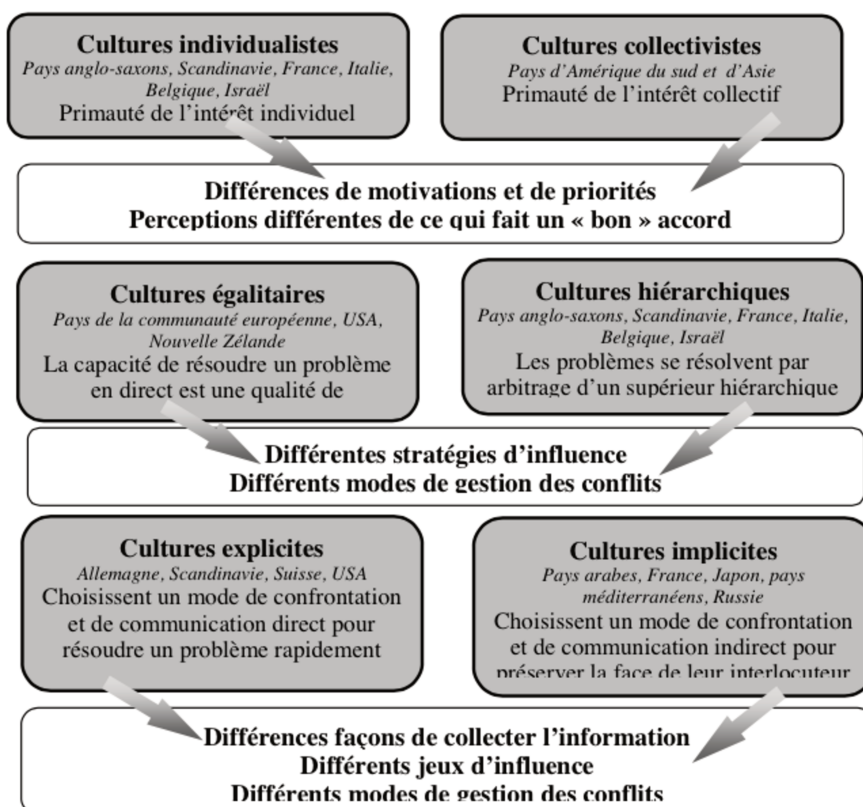 Cultures individualistes
Pays anglo-saxons, Scandinavie, France, Italie,
Belgique, Israël
Primauté de l'intérêt individuel
Cultures collectivistes
Pays d'Amérique du sud et d'Asie
Primauté de l'intérêt collectif
Différences de motivations et de priorités
Perceptions différentes de ce qui fait un « bon » accord
Cultures égalitaires
Pays de la communauté européenne, USA,
Nouvelle Zélande
La capacité de résoudre un problème
en direct est une qualité de
Cultures hiérarchiques
Pays anglo-saxons, Scandinavie, France, Italie,
Belgique, Israël
Les problèmes se résolvent par
arbitrage d'un supérieur hiérarchique
Différentes stratégies d'influence
Différents modes de gestion des conflits
Cultures explicites
Allemagne, Scandinavie, Suisse, USA
Choisissent un mode de confrontation
et de communication direct pour
résoudre un problème rapidement
Cultures implicites
Pays arabes, France, Japon, pays
méditerranéens, Russie
Choisissent un mode de confrontation
et de communication indirect pour
préserver la face de leur interlocuteur
Différences façons de collecter l'information
Différents jeux d'influence
Différents modes de gestion des conflits